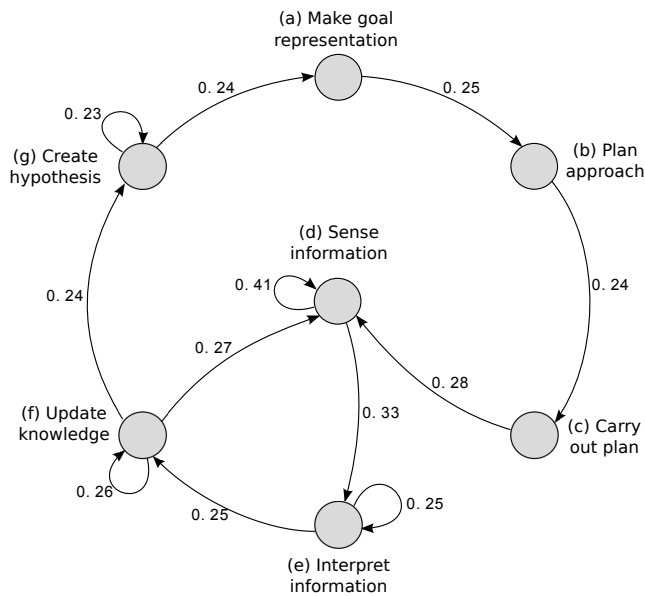 (a) Make goal
representation
0. 24
0. 25
0. 23
(g) Create
hypothesis
(b) Plan
approach
(d) Sense
information
0. 41
0. 24
0. 24
0. 27
0. 28
0. 33
(f) Update
knowledge
(c) Carry
out plan
0. 26
0. 25
0. 25
(e) Interpret
information